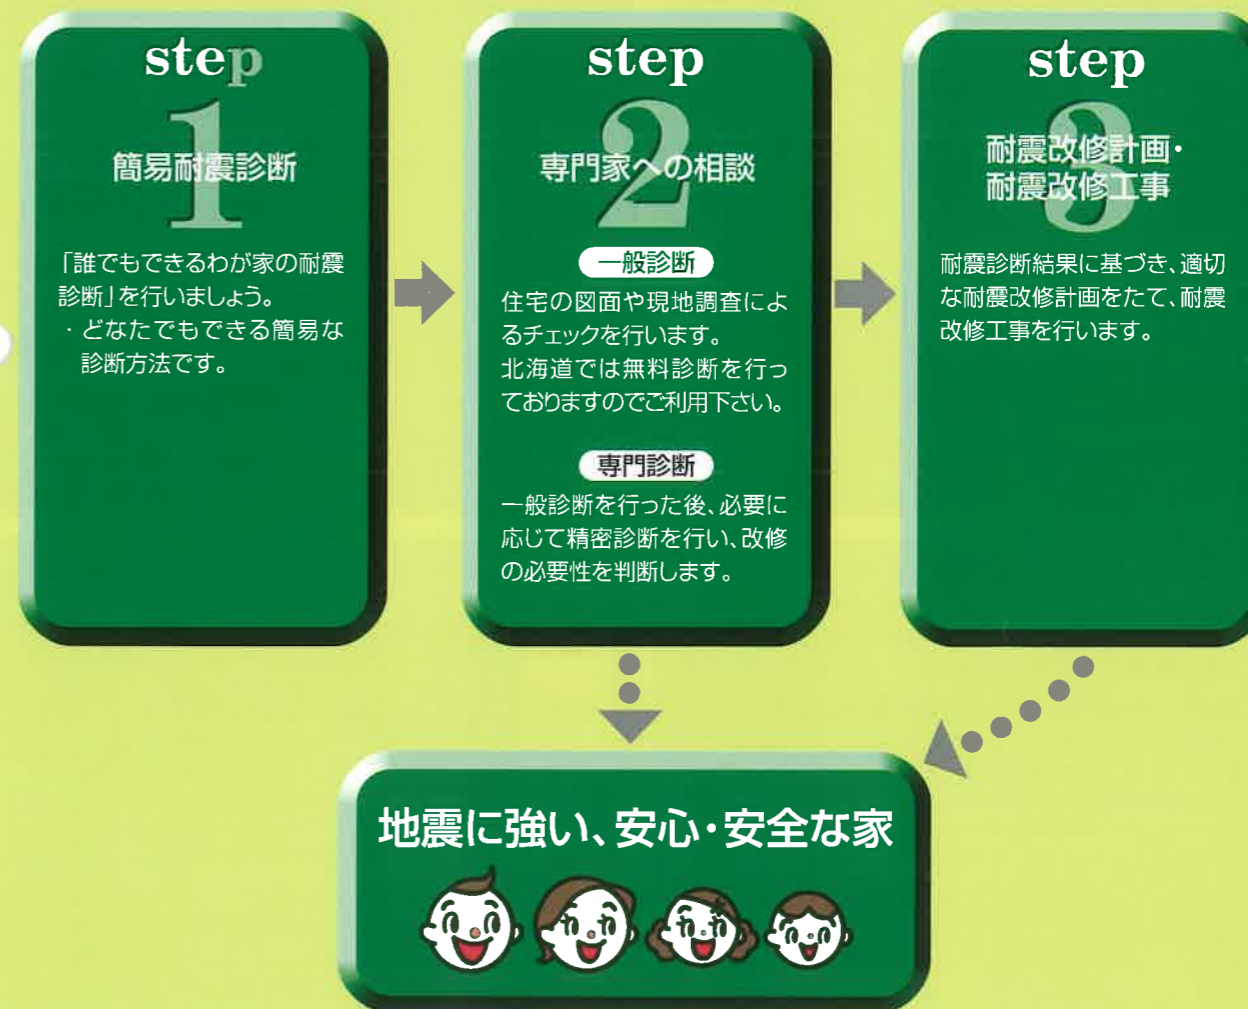 step
1
簡易耐震診断
「誰でもできるわが家の耐震
診断」を行いましょう。
・どなたでもできる簡易な
診断方法です。
step
2
専門家への相談
一般診断
住宅の図面や現地調査によ
るチェックを行います。
北海道では無料診断を行っ
ておりますのでご利用下さい。
専門診断
一般診断を行った後、必要に
応じて精密診断を行い、改修
の必要性を判断します。
step
3
耐震改修計画・
耐震改修工事
耐震診断結果に基づき、適切
な耐震改修計画をたて、耐震
改修工事を行います。
地震に強い、安心・安全な家